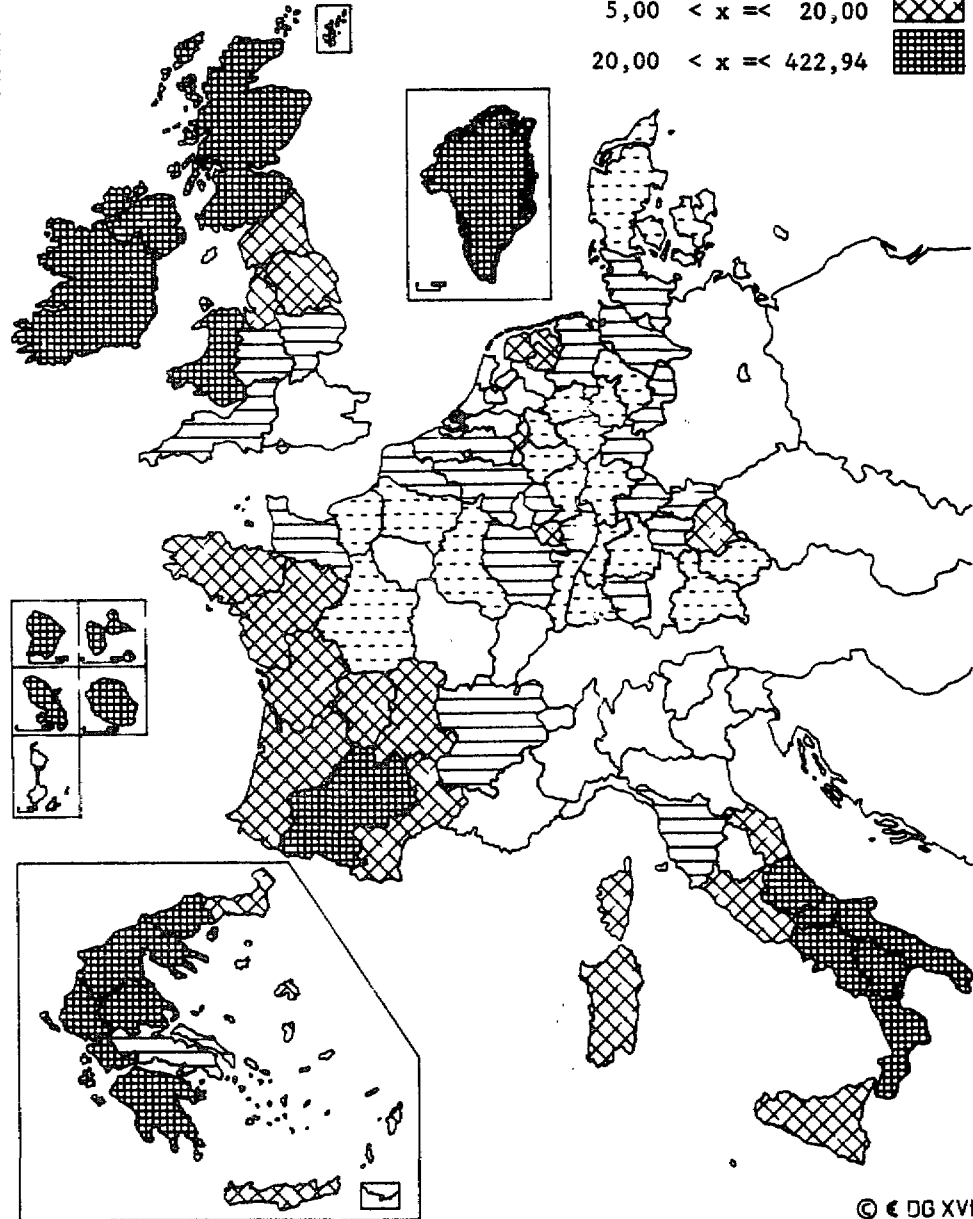 5,00 < x =< 20,00
20,00 < x =< 422,94
© € DG XVI